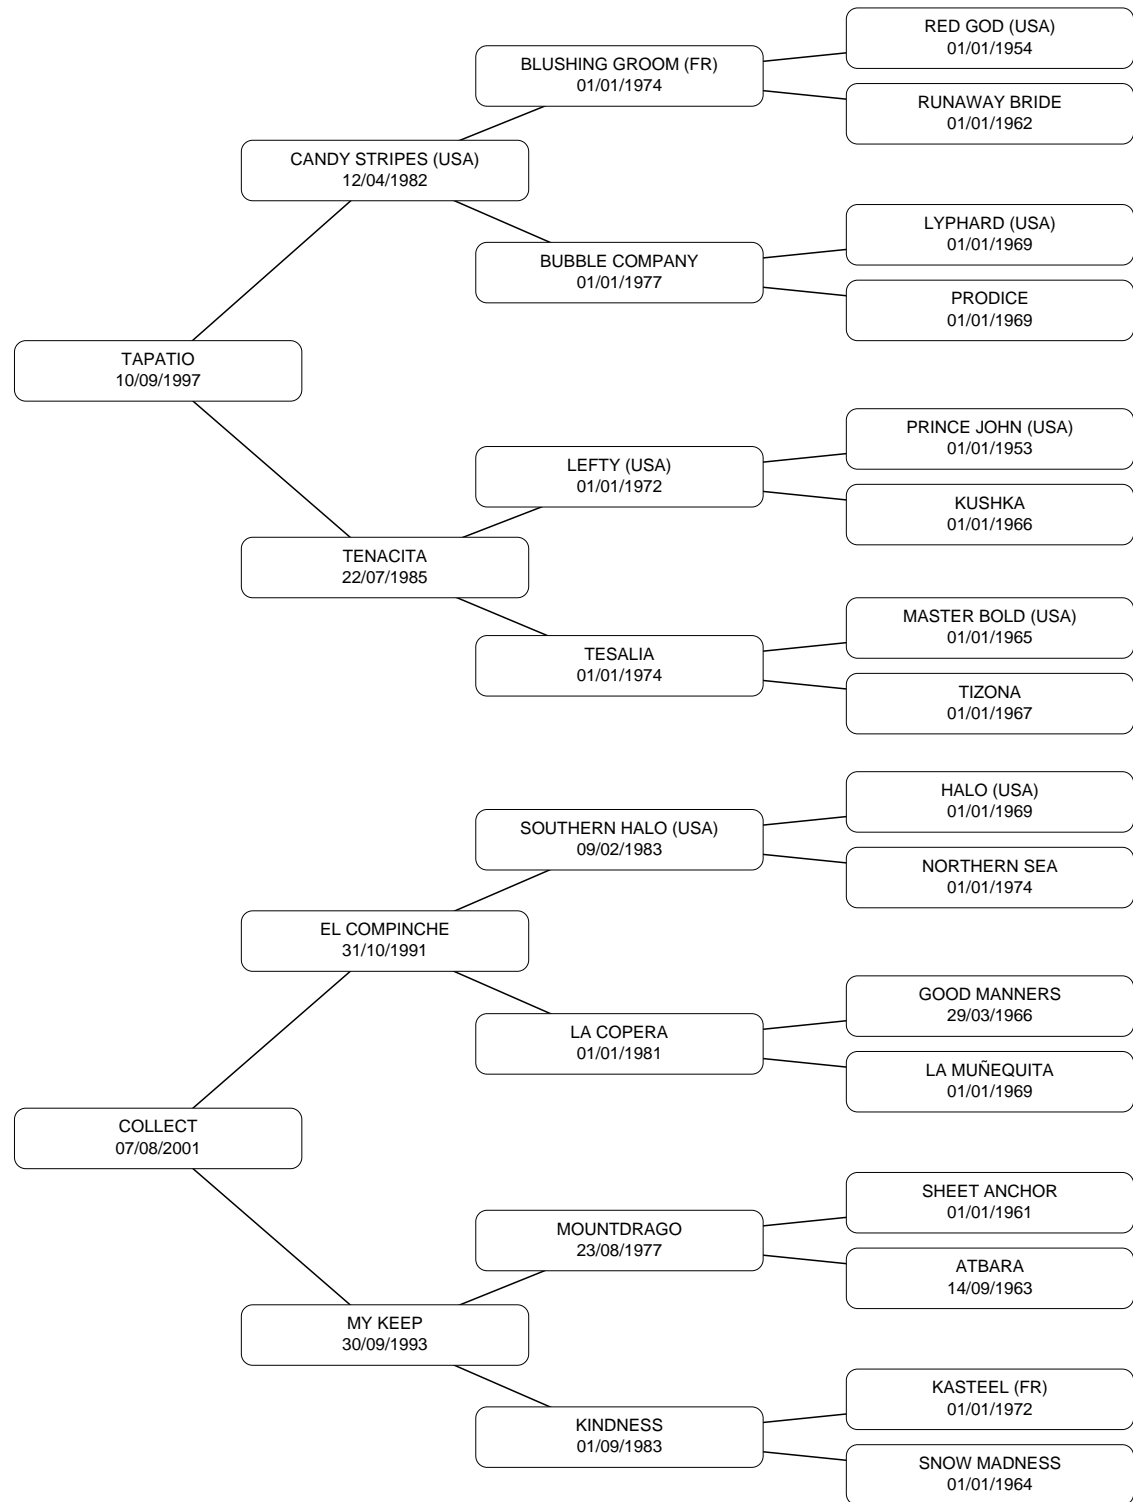 RED GOD (USA)
01/01/1954
BLUSHING GROOM (FR)
01/01/1974
RUNAWAY BRIDE
01/01/1962
CANDY STRIPES (USA)
12/04/1982
LYPHARD (USA)
01/01/1969
BUBBLE COMPANY
01/01/1977
PRODICE
01/01/1969
TAPATIO
10/09/1997
PRINCE JOHN (USA)
01/01/1953
LEFTY (USA)
01/01/1972
KUSHKA
01/01/1966
TENACITA
22/07/1985
MASTER BOLD (USA)
01/01/1965
TESALIA
01/01/1974
TIZONA
01/01/1967
HALO (USA)
01/01/1969
SOUTHERN HALO (USA)
09/02/1983
NORTHERN SEA
01/01/1974
EL COMPINCHE
31/10/1991
GOOD MANNERS
29/03/1966
LA COPERA
01/01/1981
LA MUÑEQUITA
01/01/1969
COLLECT
07/08/2001
SHEET ANCHOR
01/01/1961
MOUNTDRAGO
23/08/1977
ATBARA
14/09/1963
MY KEEP
30/09/1993
KASTEEL (FR)
01/01/1972
KINDNESS
01/09/1983
SNOW MADNESS
01/01/1964